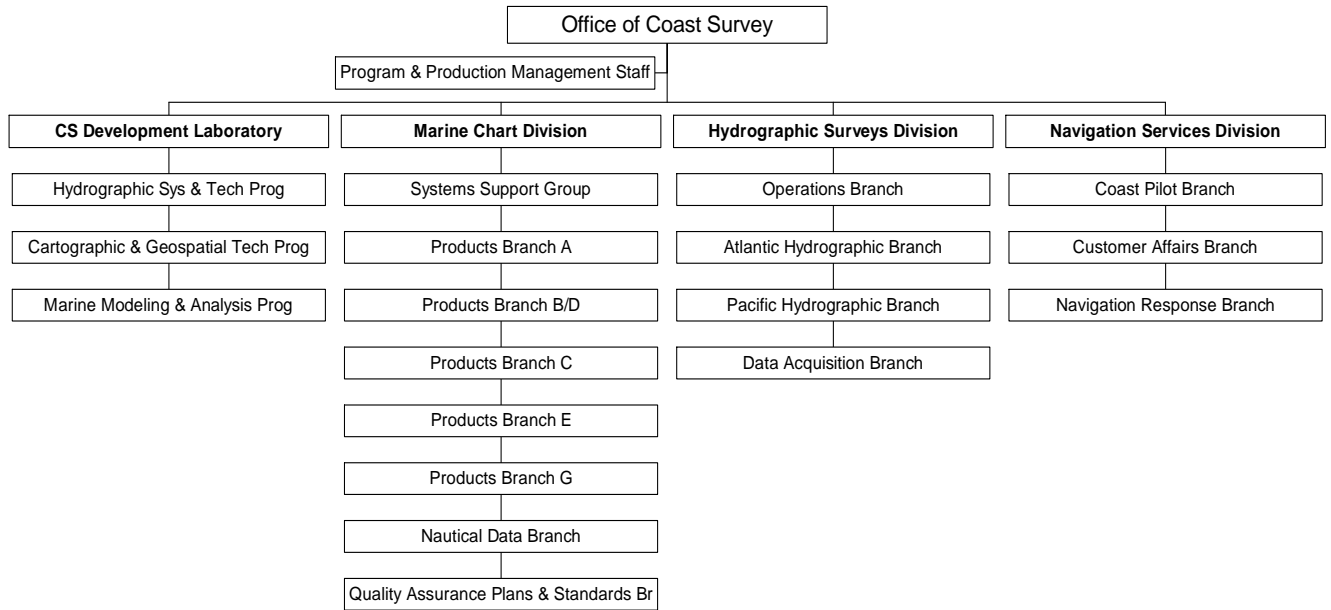 Office of Coast Survey
Program & Production Management Staff
CS Development Laboratory
Hydrographic Sys & Tech Prog
Cartographic & Geospatial Tech Prog
Marine Modeling & Analysis Prog
Marine Chart Division
Systems Support Group
Products Branch A
Products Branch B/D
Products Branch C
Products Branch E
Products Branch G
Nautical Data Branch
Quality Assurance Plans & Standards Br
Hydrographic Surveys Division
Operations Branch
Atlantic Hydrographic Branch
Pacific Hydrographic Branch
Data Acquisition Branch
Navigation Services Division
Coast Pilot Branch
Customer Affairs Branch
Navigation Response Branch